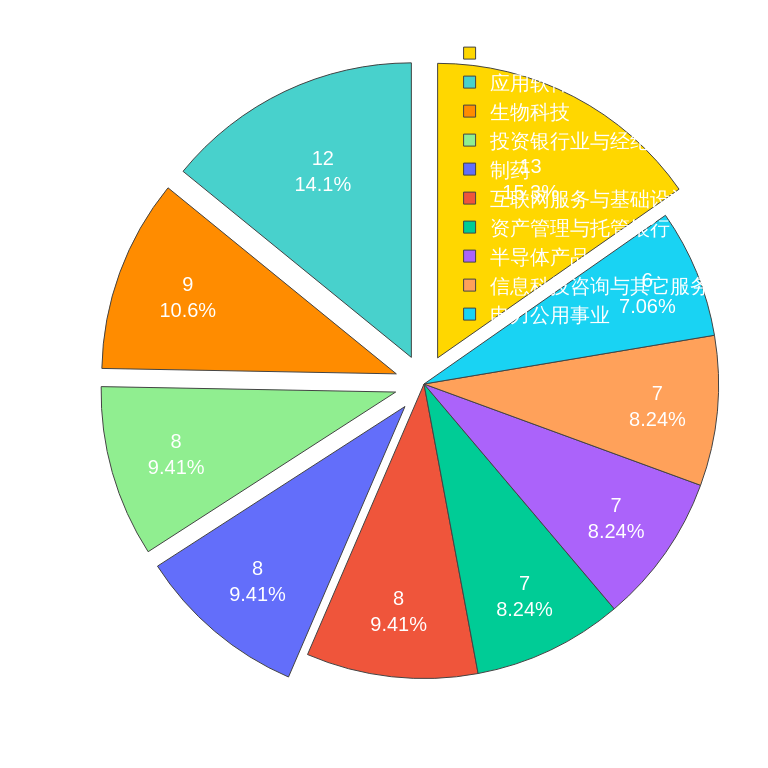 应用软件
生物科技
投资银行业与经纪
制药
互联网服务与基础设
资产管理与托管银行
半导体产品
信息科技咨询与其它服务
电力公用事业
12
14.1%
13
15.3%
9
10.6%
6
7.06%
7
8.24%
8
9.41%
7
8.24%
8
9.41%
7
8.24%
8
9.41%